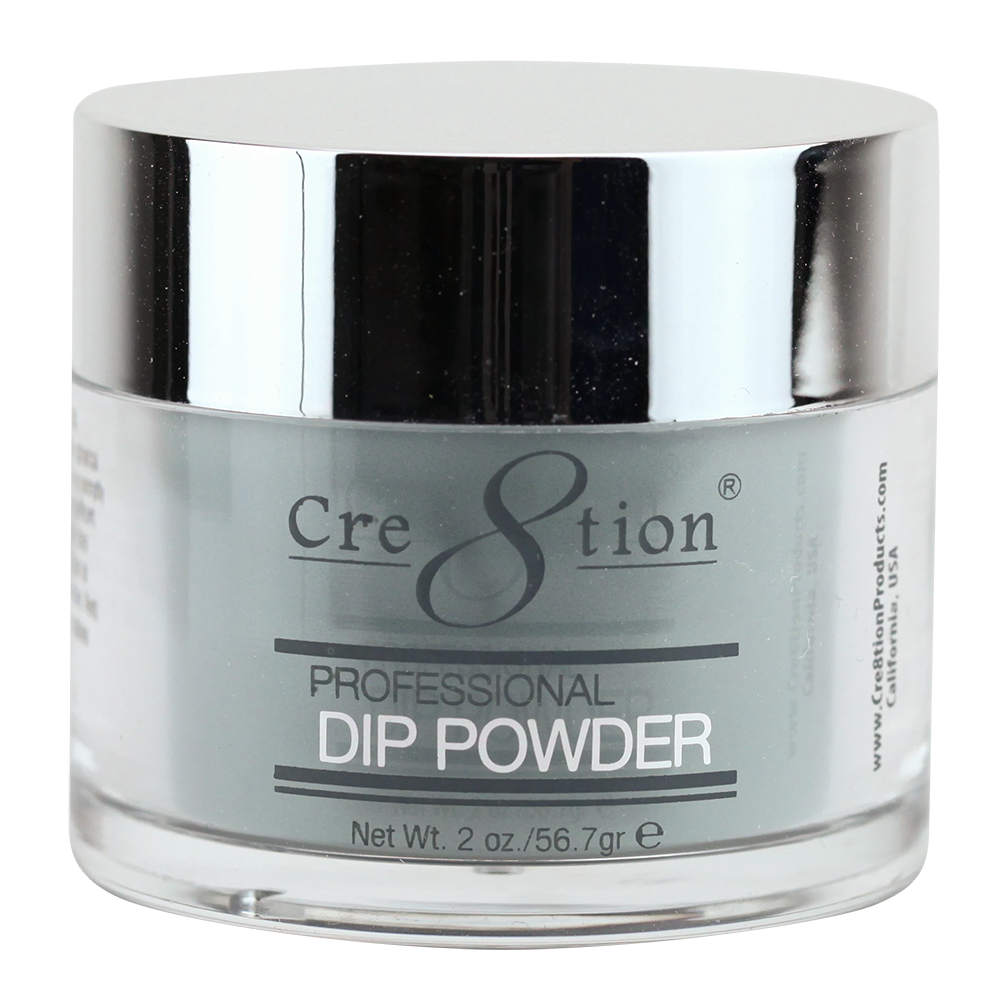 Cre8tion®
PROFESSIONAL
DIP POWDER
Net Wt. 2 oz./56.7gr ℮
www.Cre8tionProducts.com
California, USA